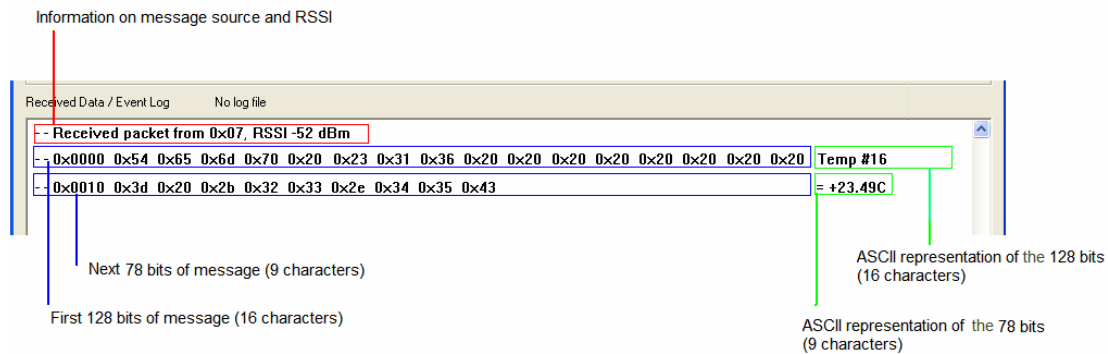 Information on message source and RSSI
Received Data / Event Log No log file
- - Received packet from 0x07, RSSI -52 dBm
- - 0x0000 0x54 0x65 0x6d 0x70 0x20 0x23 0x31 0x36 0x20 0x20 0x20 0x20 0x20 0x20 0x20 0x20 Temp #16
- - 0x0010 0x3d 0x20 0x2b 0x32 0x33 0x2e 0x34 0x35 0x43 = +23.49C
Next 78 bits of message (9 characters)
First 128 bits of message (16 characters)
ASCII representation of the 128 bits
(16 characters)
ASCII representation of the 78 bits
(9 characters)